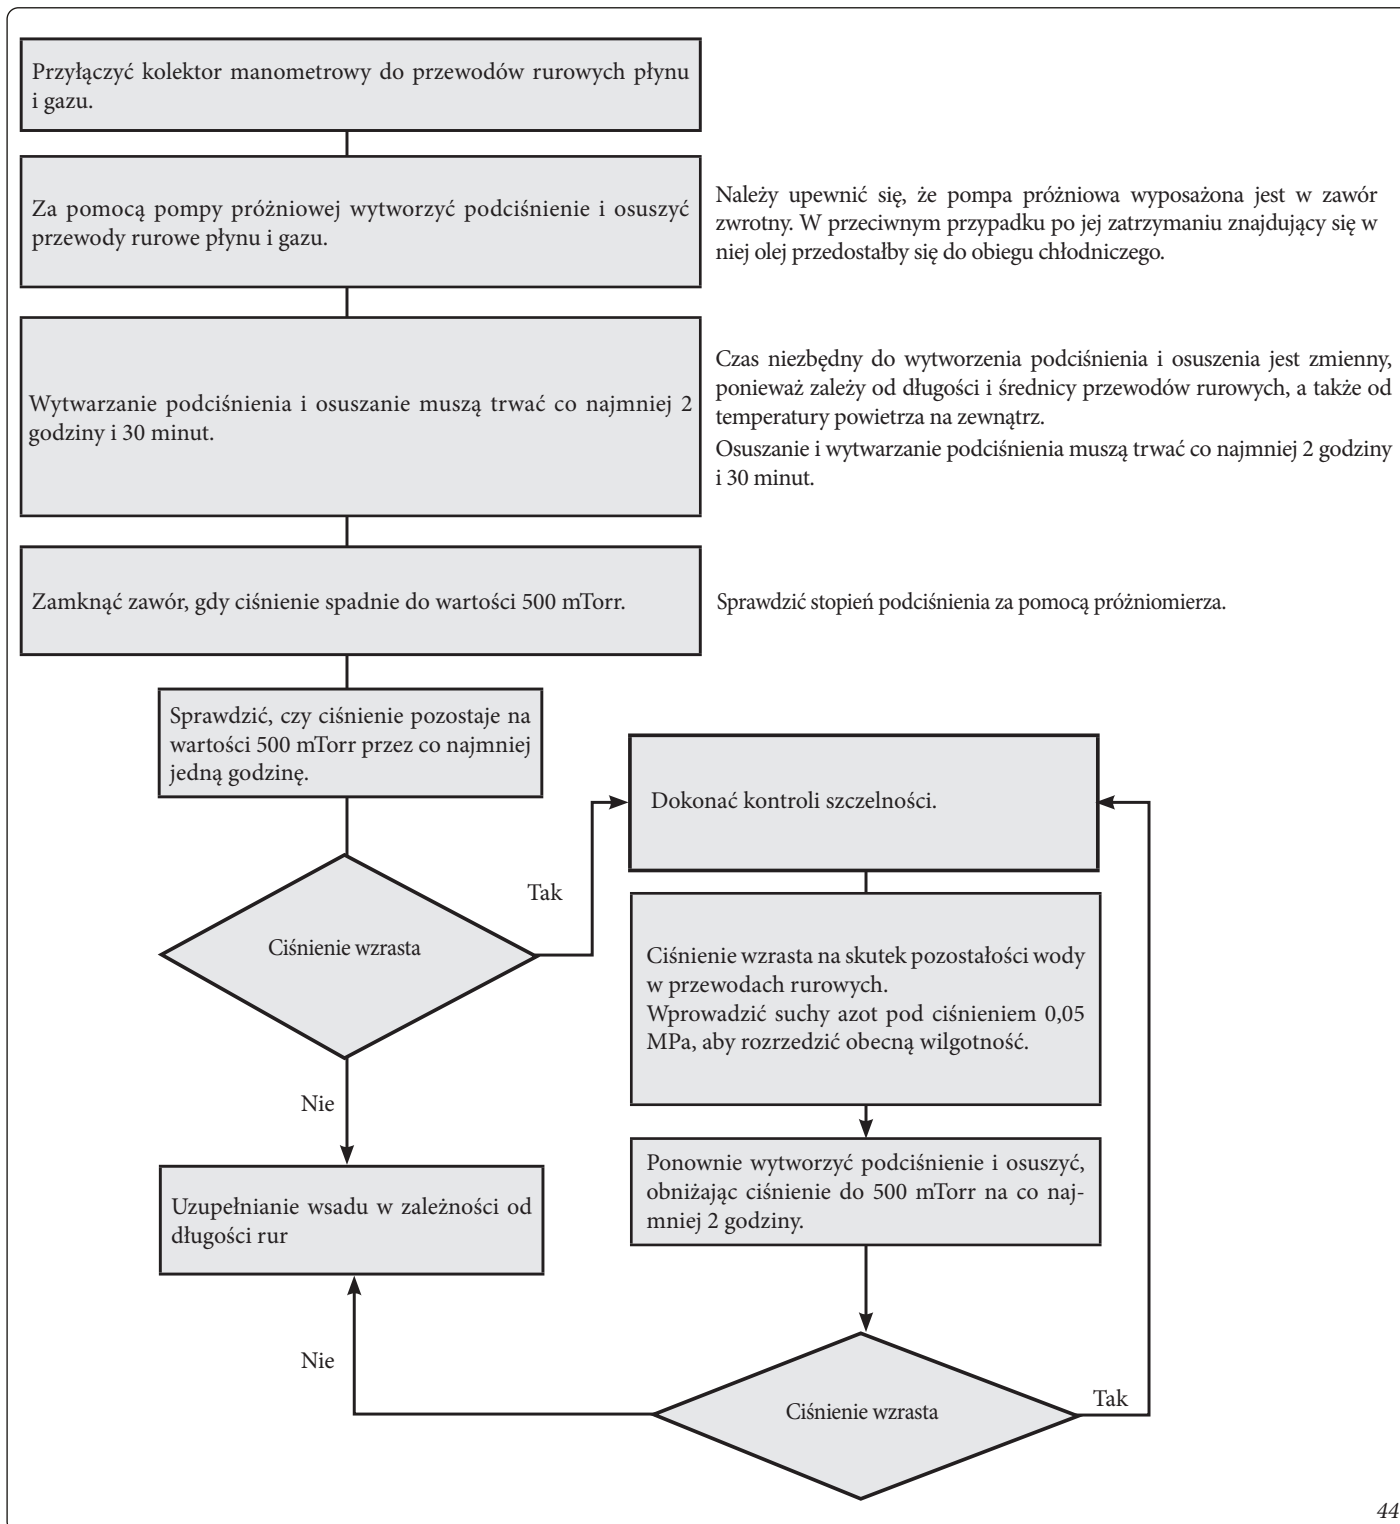 Przyłączyć kolektor manometrowy do przewodów rurowych płynu
i gazu.
Za pomocą pompy próżniowej wytworzyć podciśnienie i osuszyć
przewody rurowe płynu i gazu.
Należy upewnić się, że pompa próżniowa wyposażona jest w zawór
zwrotny. W przeciwnym przypadku po jej zatrzymaniu znajdujący się w
niej olej przedostałby się do obiegu chłodniczego.
Wytwarzanie podciśnienia i osuszanie muszą trwać co najmniej 2
godziny i 30 minut.
Czas niezbędny do wytworzenia podciśnienia i osuszenia jest zmienny,
ponieważ zależy od długości i średnicy przewodów rurowych, a także od
temperatury powietrza na zewnątrz.
Osuszanie i wytwarzanie podciśnienia muszą trwać co najmniej 2 godziny
i 30 minut.
Zamknąć zawór, gdy ciśnienie spadnie do wartości 500 mTorr.
Sprawdzić stopień podciśnienia za pomocą próżniomierza.
Sprawdzić, czy ciśnienie pozostaje na
wartości 500 mTorr przez co najmniej
jedną godzinę.
Dokonać kontroli szczelności.
Tak
Ciśnienie wzrasta
Ciśnienie wzrasta na skutek pozostałości wody
w przewodach rurowych.
Wprowadzić suchy azot pod ciśnieniem 0,05
MPa, aby rozrzedzić obecną wilgotność.
Nie
Ponownie wytworzyć podciśnienie i osuszyć,
obniżając ciśnienie do 500 mTorr na co naj-
mniej 2 godziny.
Uzupełnianie wsadu w zależności od
długości rur
Nie
Ciśnienie wzrasta
Tak
44